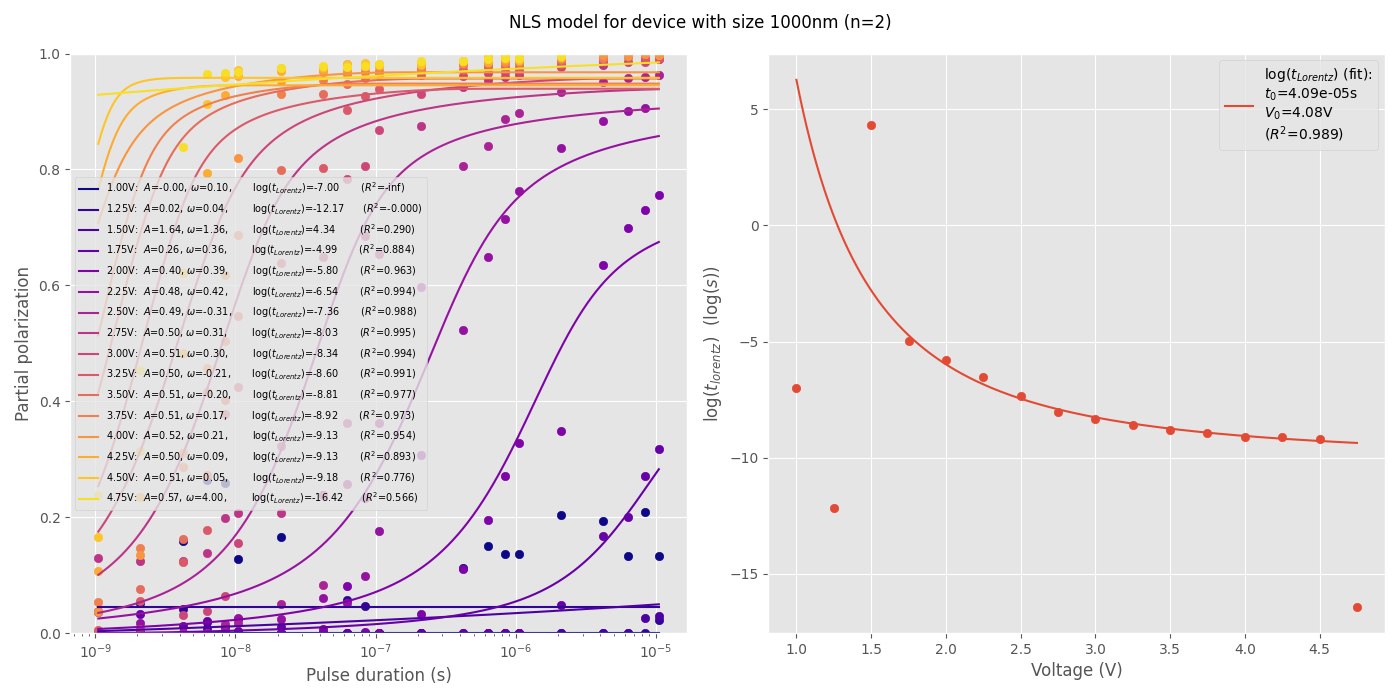 NLS model for device with size 1000nm (n=2)
Partial polarization
1.0
0.8
0.6
0.4
0.2
0.0
1.00V: A=-0.00, ω=0.10, log(t_Lorentz)=-7.00 (R²=-inf)
1.25V: A=0.02, ω=0.04, log(t_Lorentz)=-12.17 (R²=-0.000)
1.50V: A=1.64, ω=1.36, log(t_Lorentz)=4.34 (R²=0.290)
1.75V: A=0.26, ω=0.36, log(t_Lorentz)=-4.99 (R²=0.884)
2.00V: A=0.40, ω=0.39, log(t_Lorentz)=-5.80 (R²=0.963)
2.25V: A=0.48, ω=0.42, log(t_Lorentz)=-6.54 (R²=0.994)
2.50V: A=0.49, ω=-0.31, log(t_Lorentz)=-7.36 (R²=0.988)
2.75V: A=0.50, ω=0.31, log(t_Lorentz)=-8.03 (R²=0.995)
3.00V: A=0.51, ω=0.30, log(t_Lorentz)=-8.34 (R²=0.994)
3.25V: A=0.50, ω=-0.21, log(t_Lorentz)=-8.60 (R²=0.991)
3.50V: A=0.51, ω=-0.20, log(t_Lorentz)=-8.81 (R²=0.977)
3.75V: A=0.51, ω=0.17, log(t_Lorentz)=-8.92 (R²=0.973)
4.00V: A=0.52, ω=0.21, log(t_Lorentz)=-9.13 (R²=0.954)
4.25V: A=0.50, ω=0.09, log(t_Lorentz)=-9.13 (R²=0.893)
4.50V: A=0.51, ω=0.05, log(t_Lorentz)=-9.18 (R²=0.776)
4.75V: A=0.57, ω=4.00, log(t_Lorentz)=-16.42 (R²=0.566)
10⁻⁹ 10⁻⁸ 10⁻⁷ 10⁻⁶ 10⁻⁵
Pulse duration (s)
log(t_lorentz) (log(s))
5
0
−5
−10
−15
log(t_Lorentz) (fit):
t₀=4.09e-05s
V₀=4.08V
(R²=0.989)
1.0 1.5 2.0 2.5 3.0 3.5 4.0 4.5
Voltage (V)